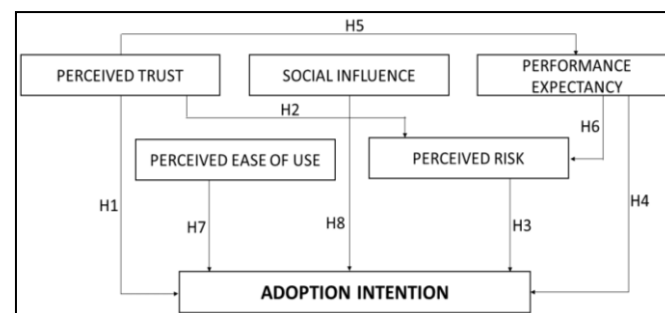 H5
PERCEIVED TRUST
SOCIAL INFLUENCE
PERFORMANCE
EXPECTANCY
H2
H6
PERCEIVED EASE OF USE
PERCEIVED RISK
H1
H7
H8
H3
H4
ADOPTION INTENTION